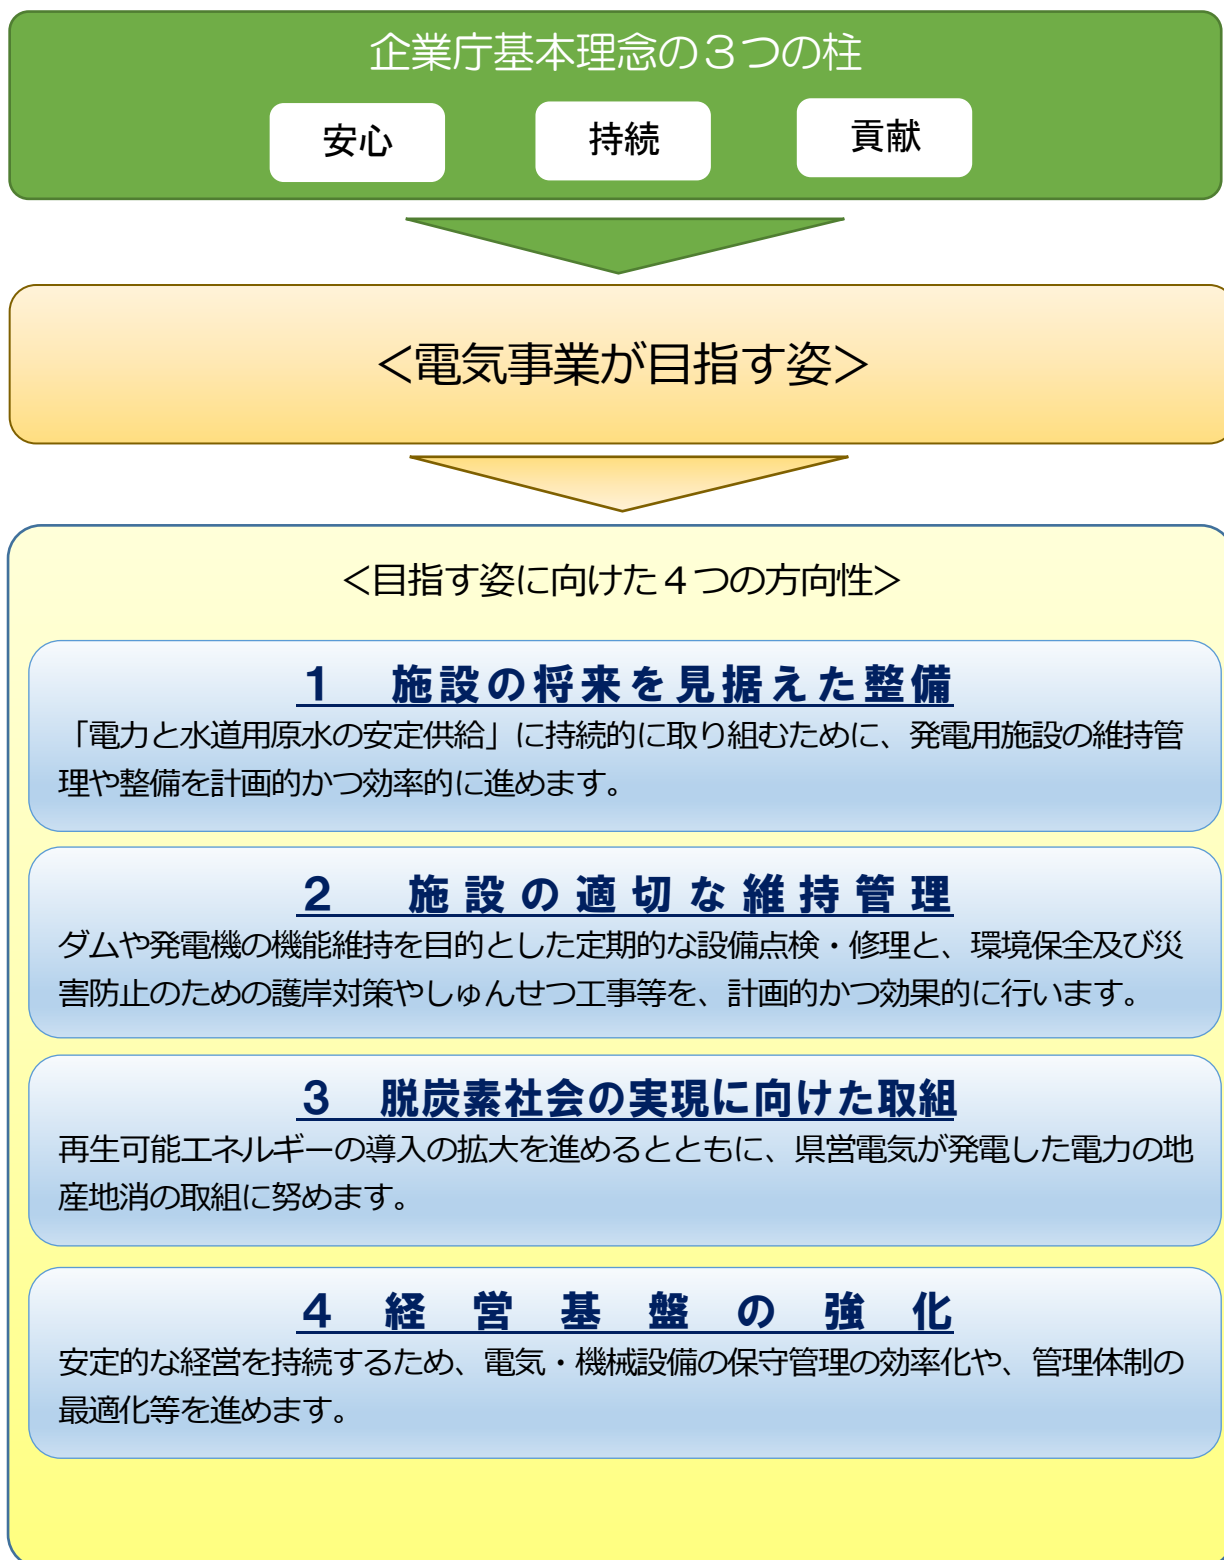 企業庁基本理念の３つの柱
安心
持続
貢献
＜電気事業が目指す姿＞
＜目指す姿に向けた４つの方向性＞
１　施設の将来を見据えた整備
「電力と水道用原水の安定供給」に持続的に取り組むために、発電用施設の維持管
理や整備を計画的かつ効率的に進めます。
２　施設の適切な維持管理
ダムや発電機の機能維持を目的とした定期的な設備点検・修理と、環境保全及び災
害防止のための護岸対策やしゅんせつ工事等を、計画的かつ効果的に行います。
３　脱炭素社会の実現に向けた取組
再生可能エネルギーの導入の拡大を進めるとともに、県営電気が発電した電力の地
産地消の取組に努めます。
４　経営基盤の強化
安定的な経営を持続するため、電気・機械設備の保守管理の効率化や、管理体制の
最適化等を進めます。